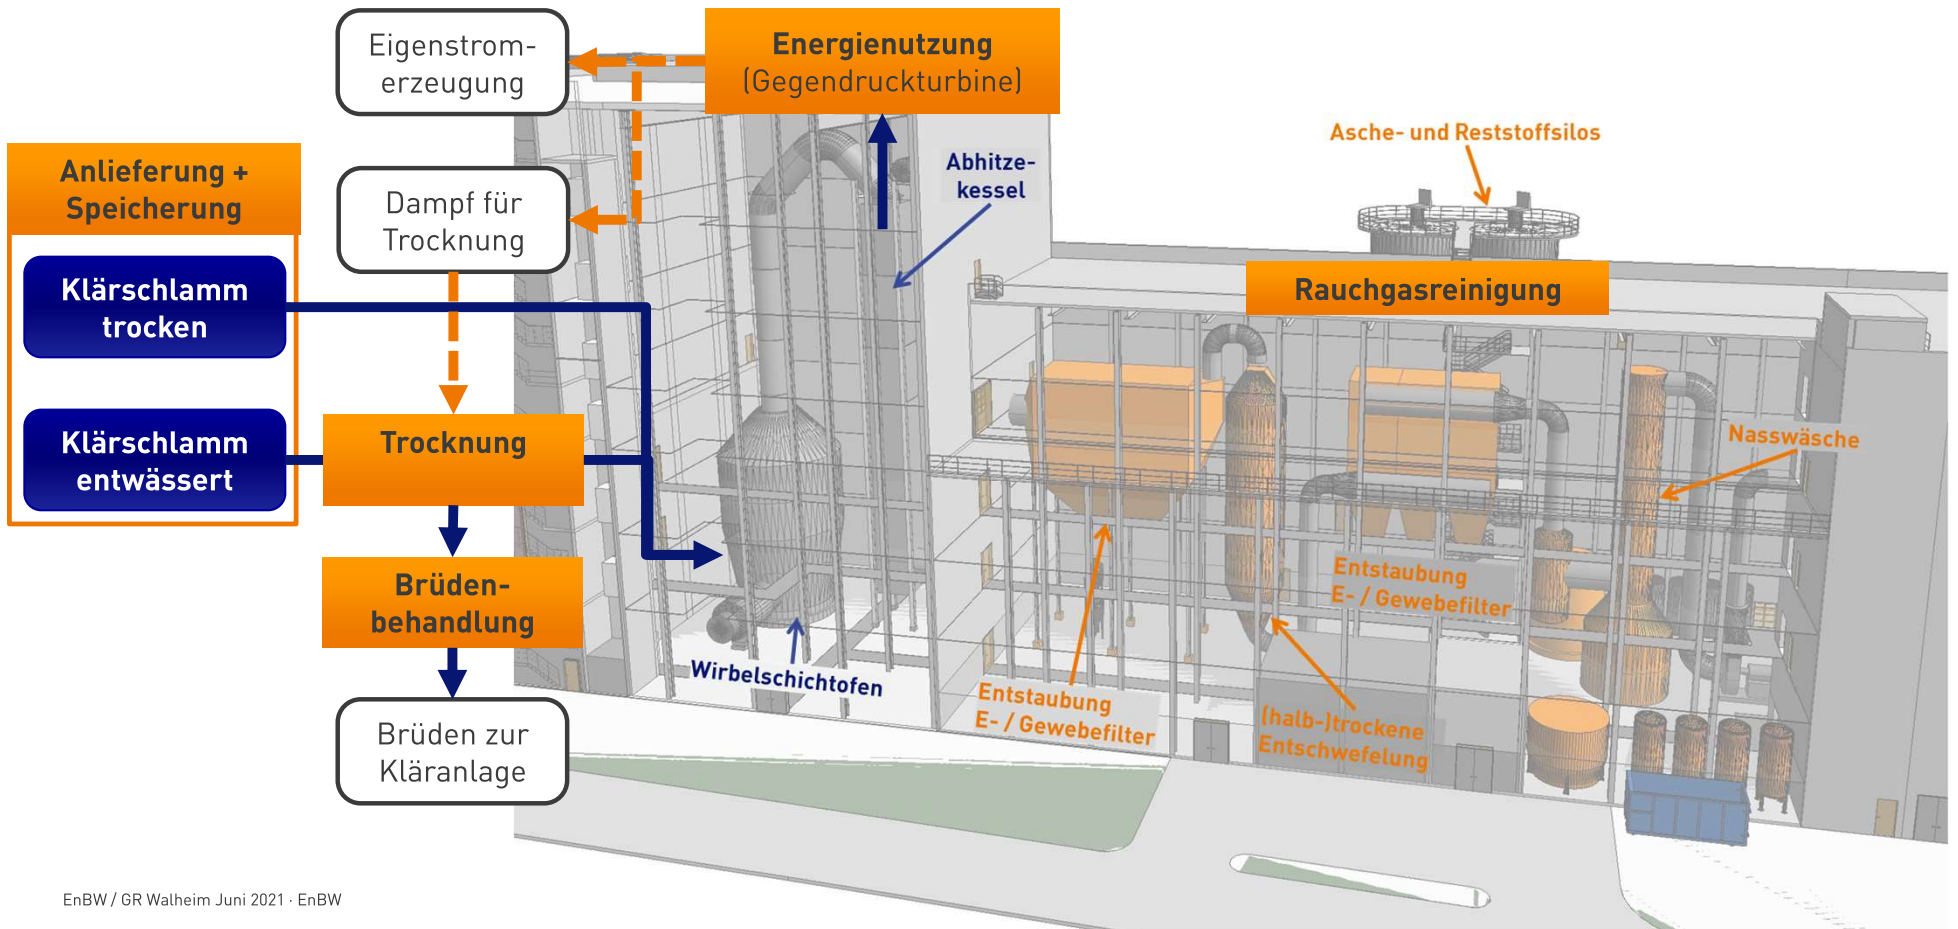 Eigenstrom-
erzeugung
Energienutzung
(Gegendruckturbine)
Asche- und Reststoffsilos
Anlieferung +
Speicherung
Abhitze-
kessel
Dampf für
Trocknung
Klärschlamm
trocken
Rauchgasreinigung
Klärschlamm
entwässert
Trocknung
Nasswäsche
Brüden-
behandlung
Entstaubung
E- / Gewebefilter
Wirbelschichtofen
Entstaubung
E- / Gewebefilter
(halb-)trockene
Entschwefelung
Brüden zur
Kläranlage
EnBW / GR Walheim Juni 2021 · EnBW